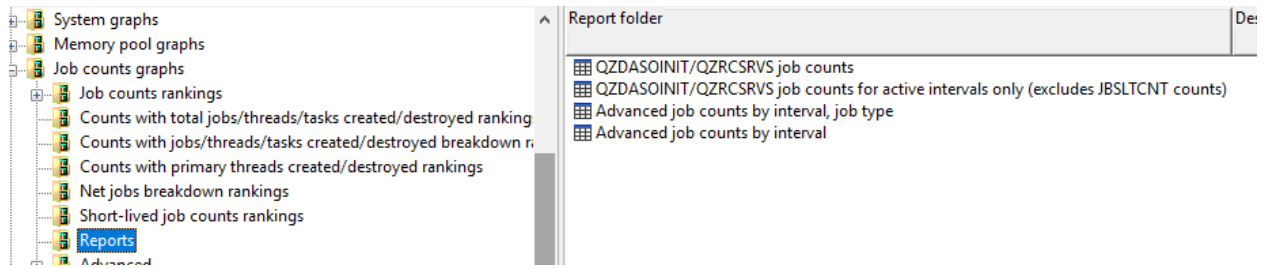 System graphs
Memory pool graphs
Job counts graphs
Job counts rankings
Counts with total jobs/threads/tasks created/destroyed ranking
Counts with jobs/threads/tasks created/destroyed breakdown
Counts with primary threads created/destroyed rankings
Net jobs breakdown rankings
Short-lived job counts rankings
Reports
Advanced
Report folder
Des
QZDASOINIT/QZRCSRVS job counts
QZDASOINIT/QZRCSRVS job counts for active intervals only (excludes JBSLTCNT counts)
Advanced job counts by interval, job type
Advanced job counts by interval